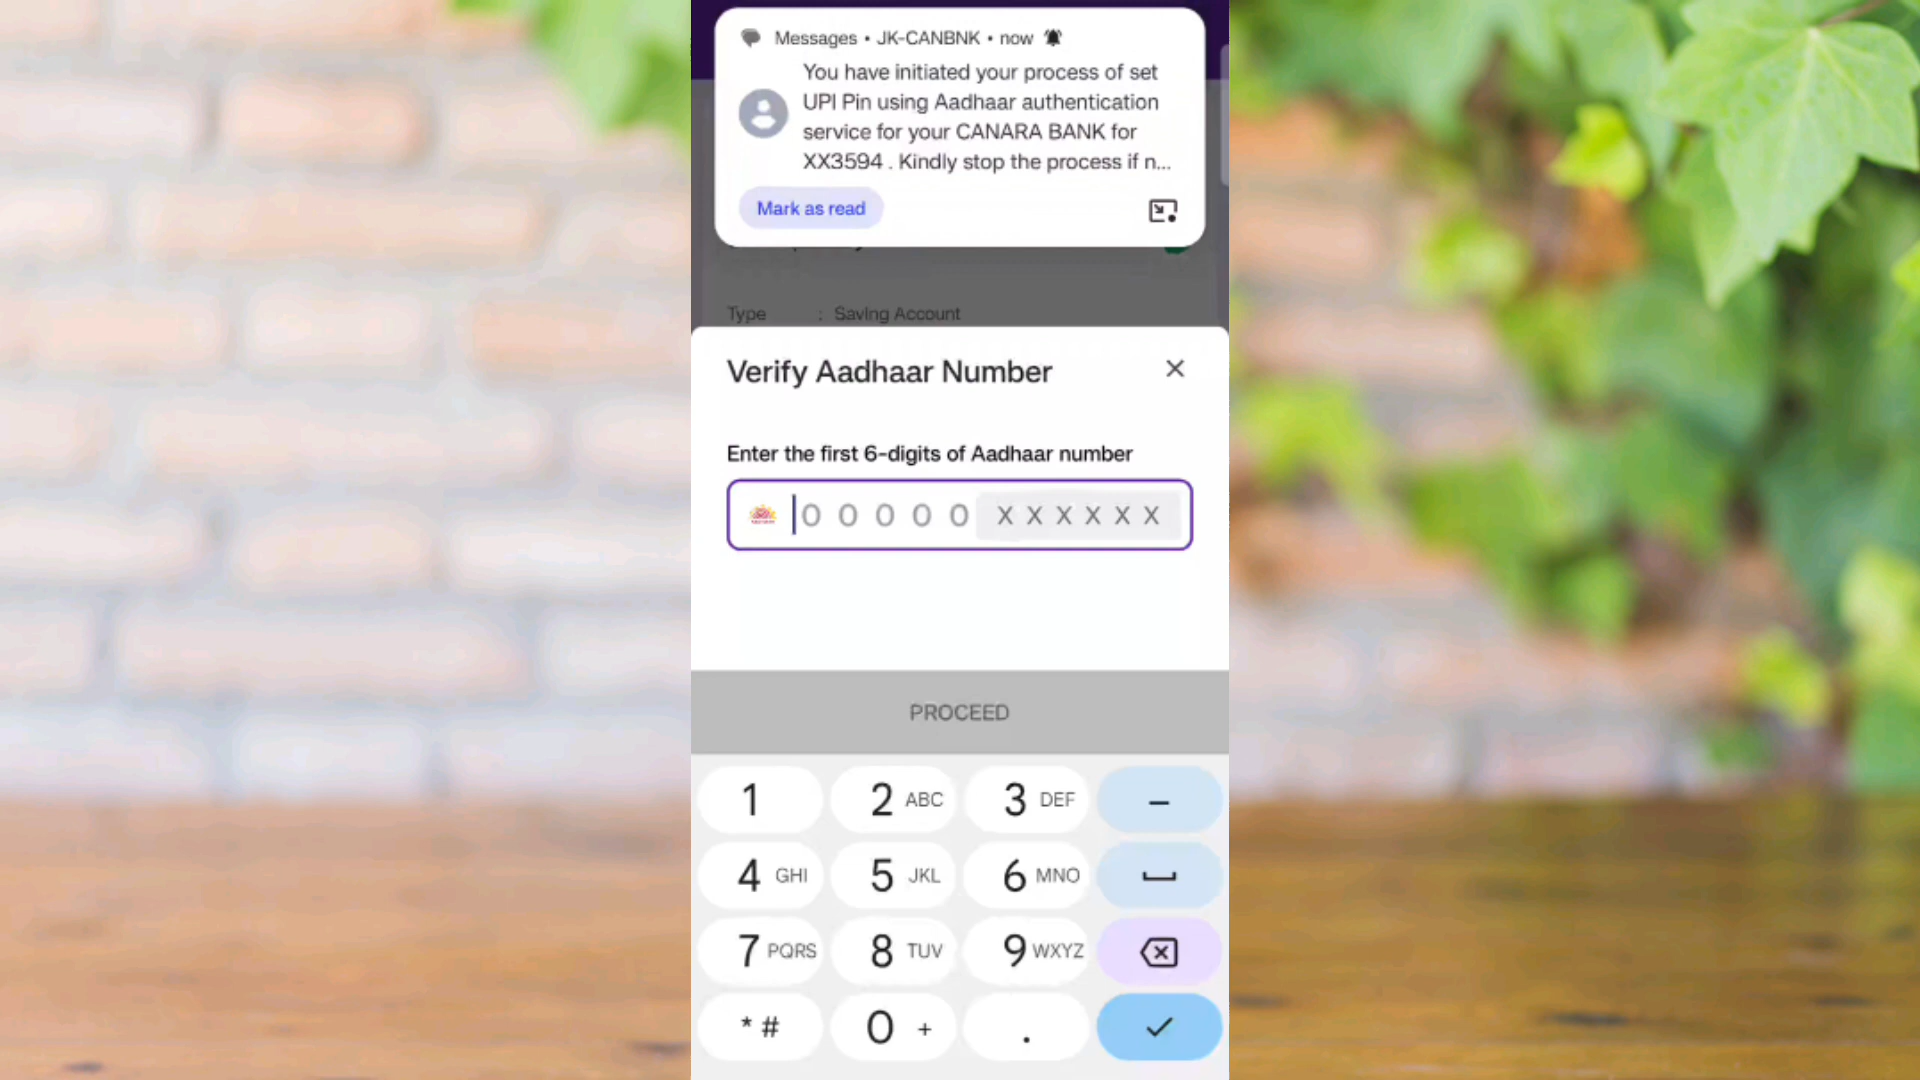 Messages • JK-CANBNK • now
You have initiated your process of set
UPI Pin using Aadhaar authentication
service for your CANARA BANK for
XX3594 . Kindly stop the process if n...
Mark as read
Type : Saving Account
Verify Aadhaar Number
Enter the first 6-digits of Aadhaar number
0 0 0 0 0 X X X X X X
PROCEED
1 2 ABC 3 DEF –
4 GHI 5 JKL 6 MNO
7 PQRS 8 TUV 9 WXYZ
* # 0 + .